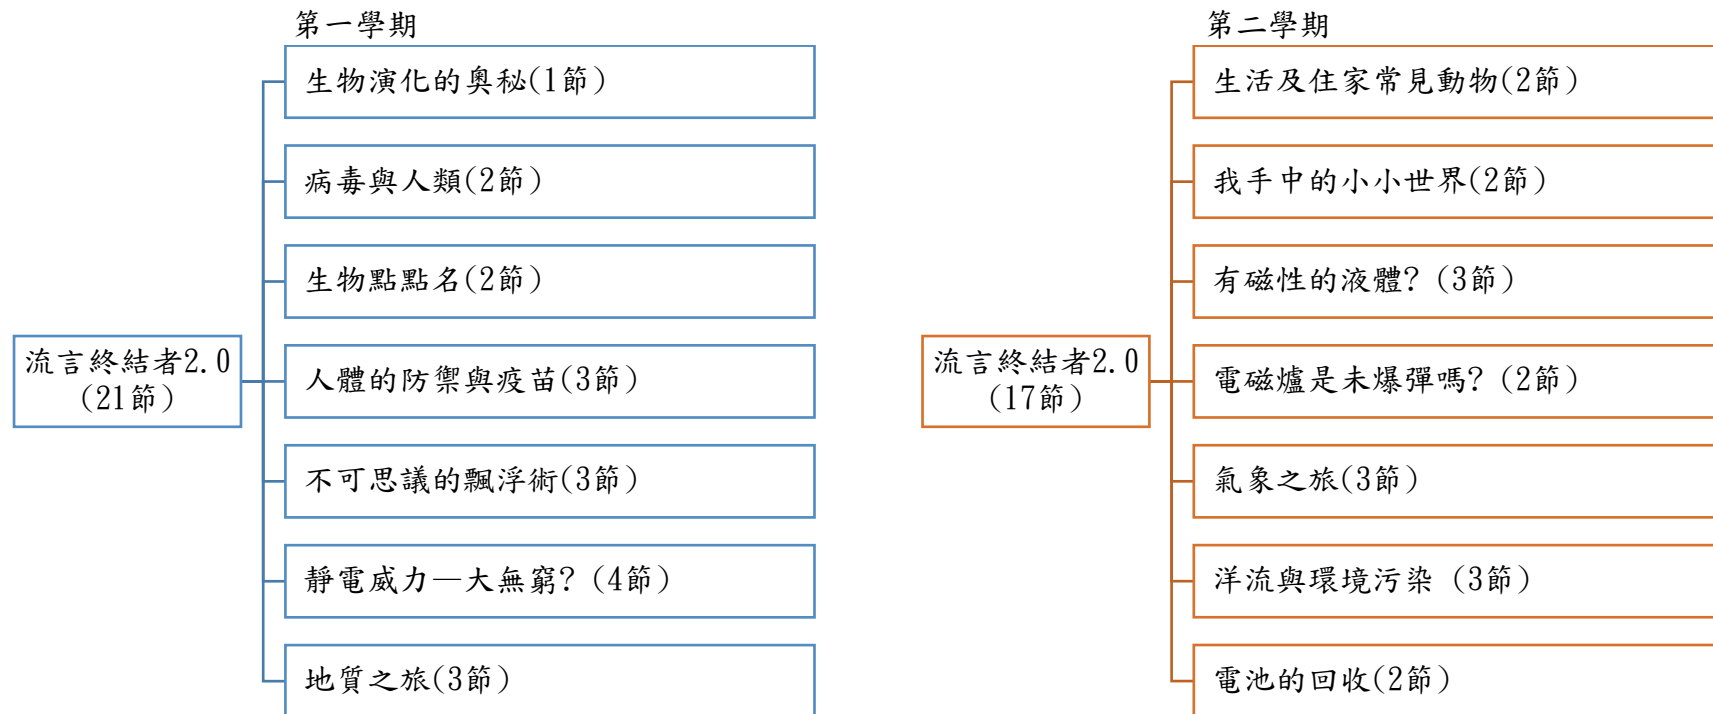 第一學期
流言終結者2.0
(21節)
生物演化的奧秘(1節)
病毒與人類(2節)
生物點點名(2節)
人體的防禦與疫苗(3節)
不可思議的飄浮術(3節)
靜電威力—大無窮?(4節)
地質之旅(3節)
第二學期
流言終結者2.0
(17節)
生活及住家常見動物(2節)
我手中的小小世界(2節)
有磁性的液體?(3節)
電磁爐是未爆彈嗎?(2節)
氣象之旅(3節)
洋流與環境污染 (3節)
電池的回收(2節)